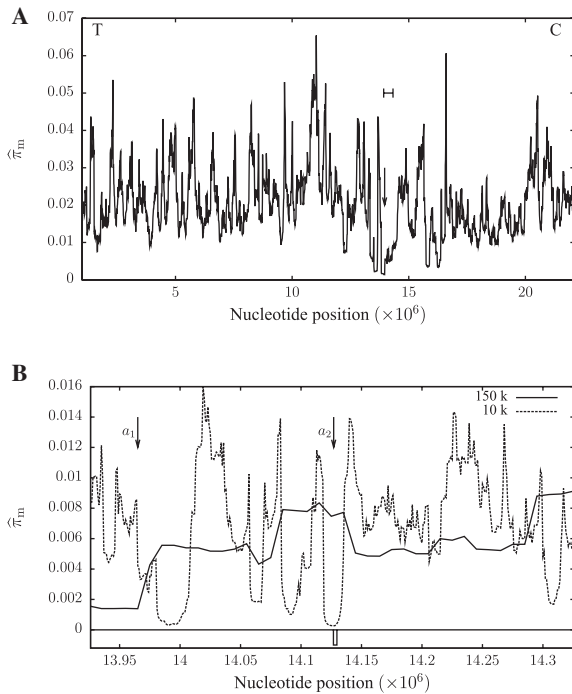 A
T C
0.07
0.06
0.05
0.04
0.03
0.02
0.01
0
π̂m
5 10 15 20
Nucleotide position (×10⁶)
B
0.016
0.014
0.012
0.01
0.008
0.006
0.004
0.002
0
π̂m
150 k
10 k
a₁ a₂
13.95 14 14.05 14.1 14.15 14.2 14.25 14.3
Nucleotide position (×10⁶)